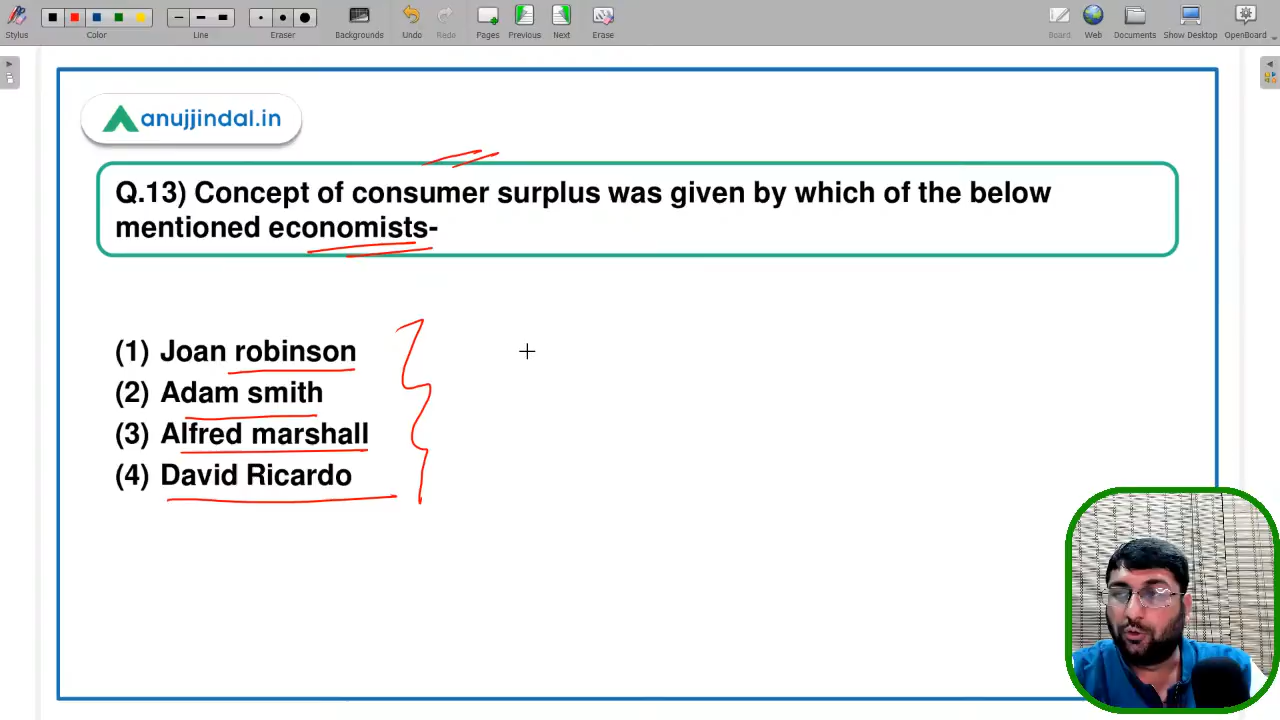 Stylus
Color
Line
Eraser
Backgrounds
Undo
Redo
Pages
Previous
Next
Erase
Board
Web
Documents
Show Desktop
OpenBoard
anujjindal.in
Q.13) Concept of consumer surplus was given by which of the below
mentioned economists-
(1) Joan robinson
(2) Adam smith
(3) Alfred marshall
(4) David Ricardo